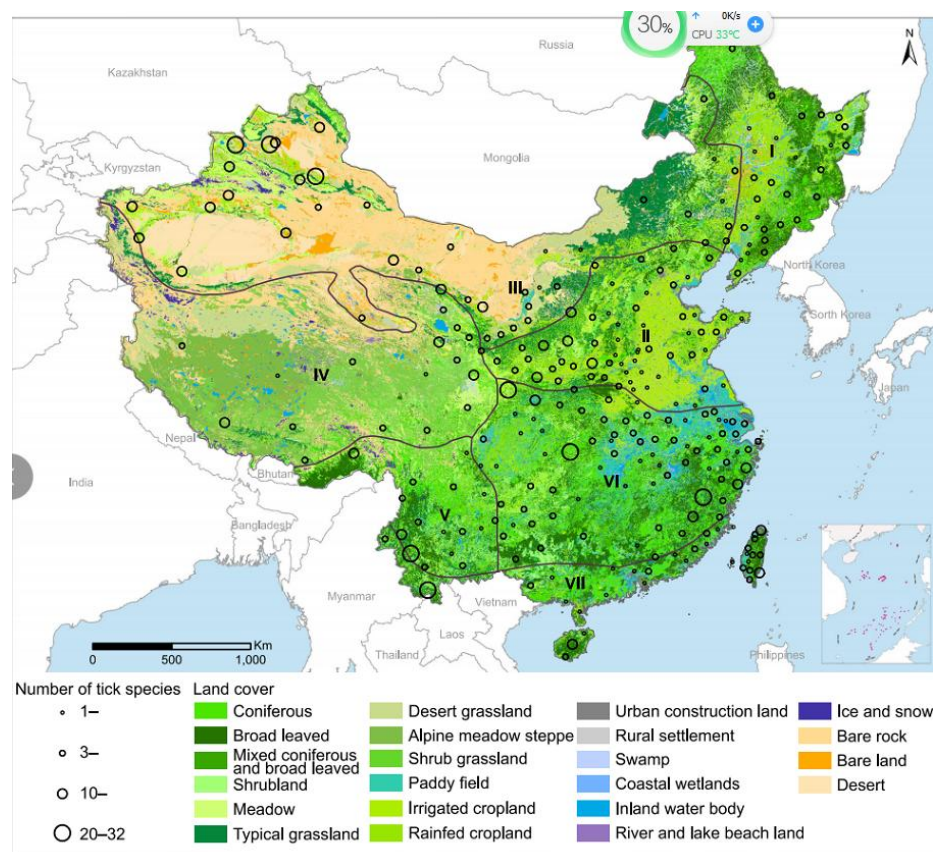 30%
0K/s
CPU 33℃
N
Russia
Kazakhstan
Mongolia
Kyrgyzstan
I
North Korea
South Korea
III
II
Japan
IV
Nepal
Bhutan
VI
India
V
Bangladesh
VII
Myanmar
Vietnam
Laos
Thailand
Philippines
Km
0 500 1,000
Number of tick species
1–
3–
10–
20–32
Land cover
Coniferous
Broad leaved
Mixed coniferous
and broad leaved
Shrubland
Meadow
Typical grassland
Desert grassland
Alpine meadow steppe
Shrub grassland
Paddy field
Irrigated cropland
Rainfed cropland
Urban construction land
Rural settlement
Swamp
Coastal wetlands
Inland water body
River and lake beach land
Ice and snow
Bare rock
Bare land
Desert